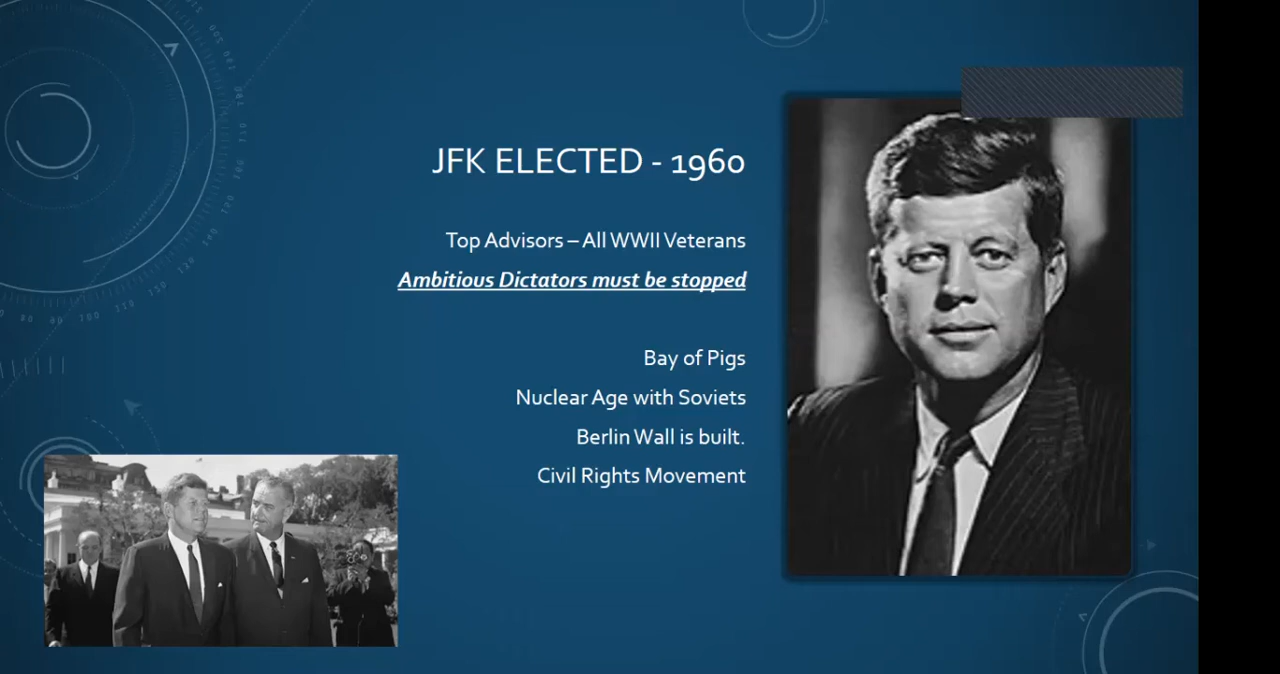 JFK ELECTED - 1960
Top Advisors – All WWII Veterans
Ambitious Dictators must be stopped
Bay of Pigs
Nuclear Age with Soviets
Berlin Wall is built.
Civil Rights Movement